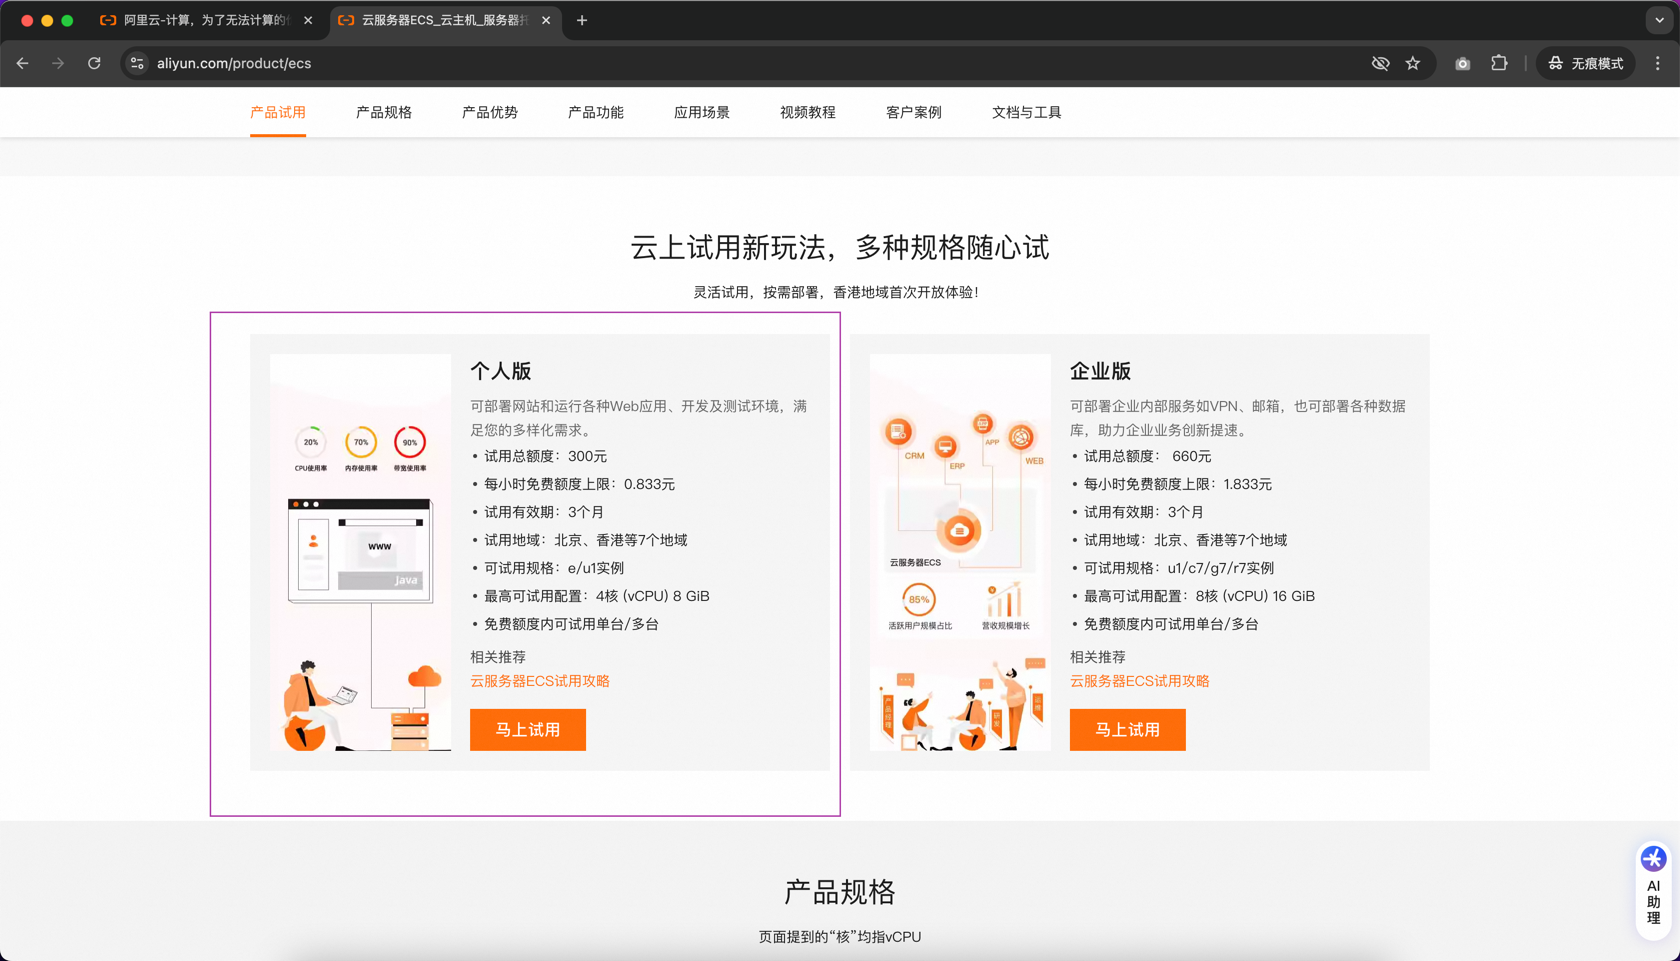 阿里云-计算，为了无法计算的
云服务器ECS_云主机_服务器托
aliyun.com/product/ecs
无痕模式
产品试用
产品规格
产品优势
产品功能
应用场景
视频教程
客户案例
文档与工具
云上试用新玩法，多种规格随心试
灵活试用，按需部署，香港地域首次开放体验！
20%
70%
90%
CPU使用率
内存使用率
带宽使用率
www
Java
个人版
可部署网站和运行各种Web应用、开发及测试环境，满
足您的多样化需求。
• 试用总额度：300元
• 每小时免费额度上限：0.833元
• 试用有效期：3个月
• 试用地域：北京、香港等7个地域
• 可试用规格：e/u1实例
• 最高可试用配置：4核 (vCPU) 8 GiB
• 免费额度内可试用单台/多台
相关推荐
云服务器ECS试用攻略
马上试用
CRM
ERP
APP
WEB
云服务器ECS
85%
活跃用户规模占比
营收规模增长
产品经理
研发
运维
企业版
可部署企业内部服务如VPN、邮箱，也可部署各种数据
库，助力企业业务创新提速。
• 试用总额度： 660元
• 每小时免费额度上限：1.833元
• 试用有效期：3个月
• 试用地域：北京、香港等7个地域
• 可试用规格：u1/c7/g7/r7实例
• 最高可试用配置：8核 (vCPU) 16 GiB
• 免费额度内可试用单台/多台
相关推荐
云服务器ECS试用攻略
马上试用
产品规格
页面提到的“核”均指vCPU
AI
助
理